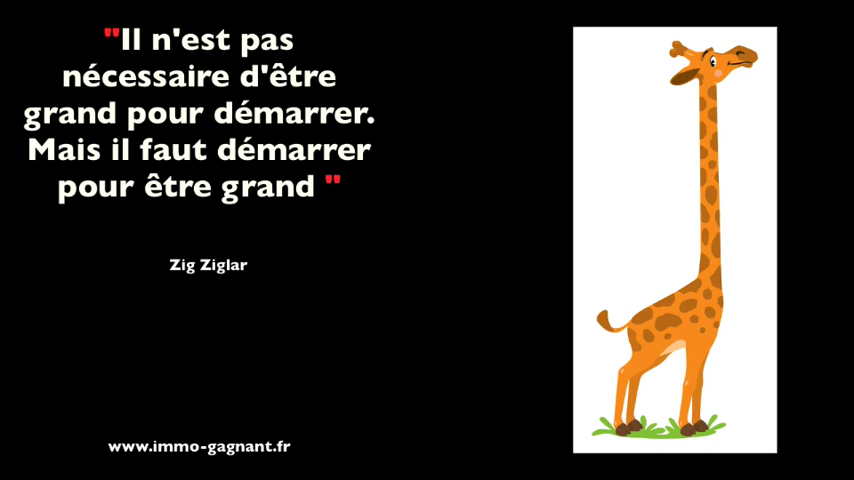 "Il n'est pas
nécessaire d'être
grand pour démarrer.
Mais il faut démarrer
pour être grand "
Zig Ziglar
www.immo-gagnant.fr